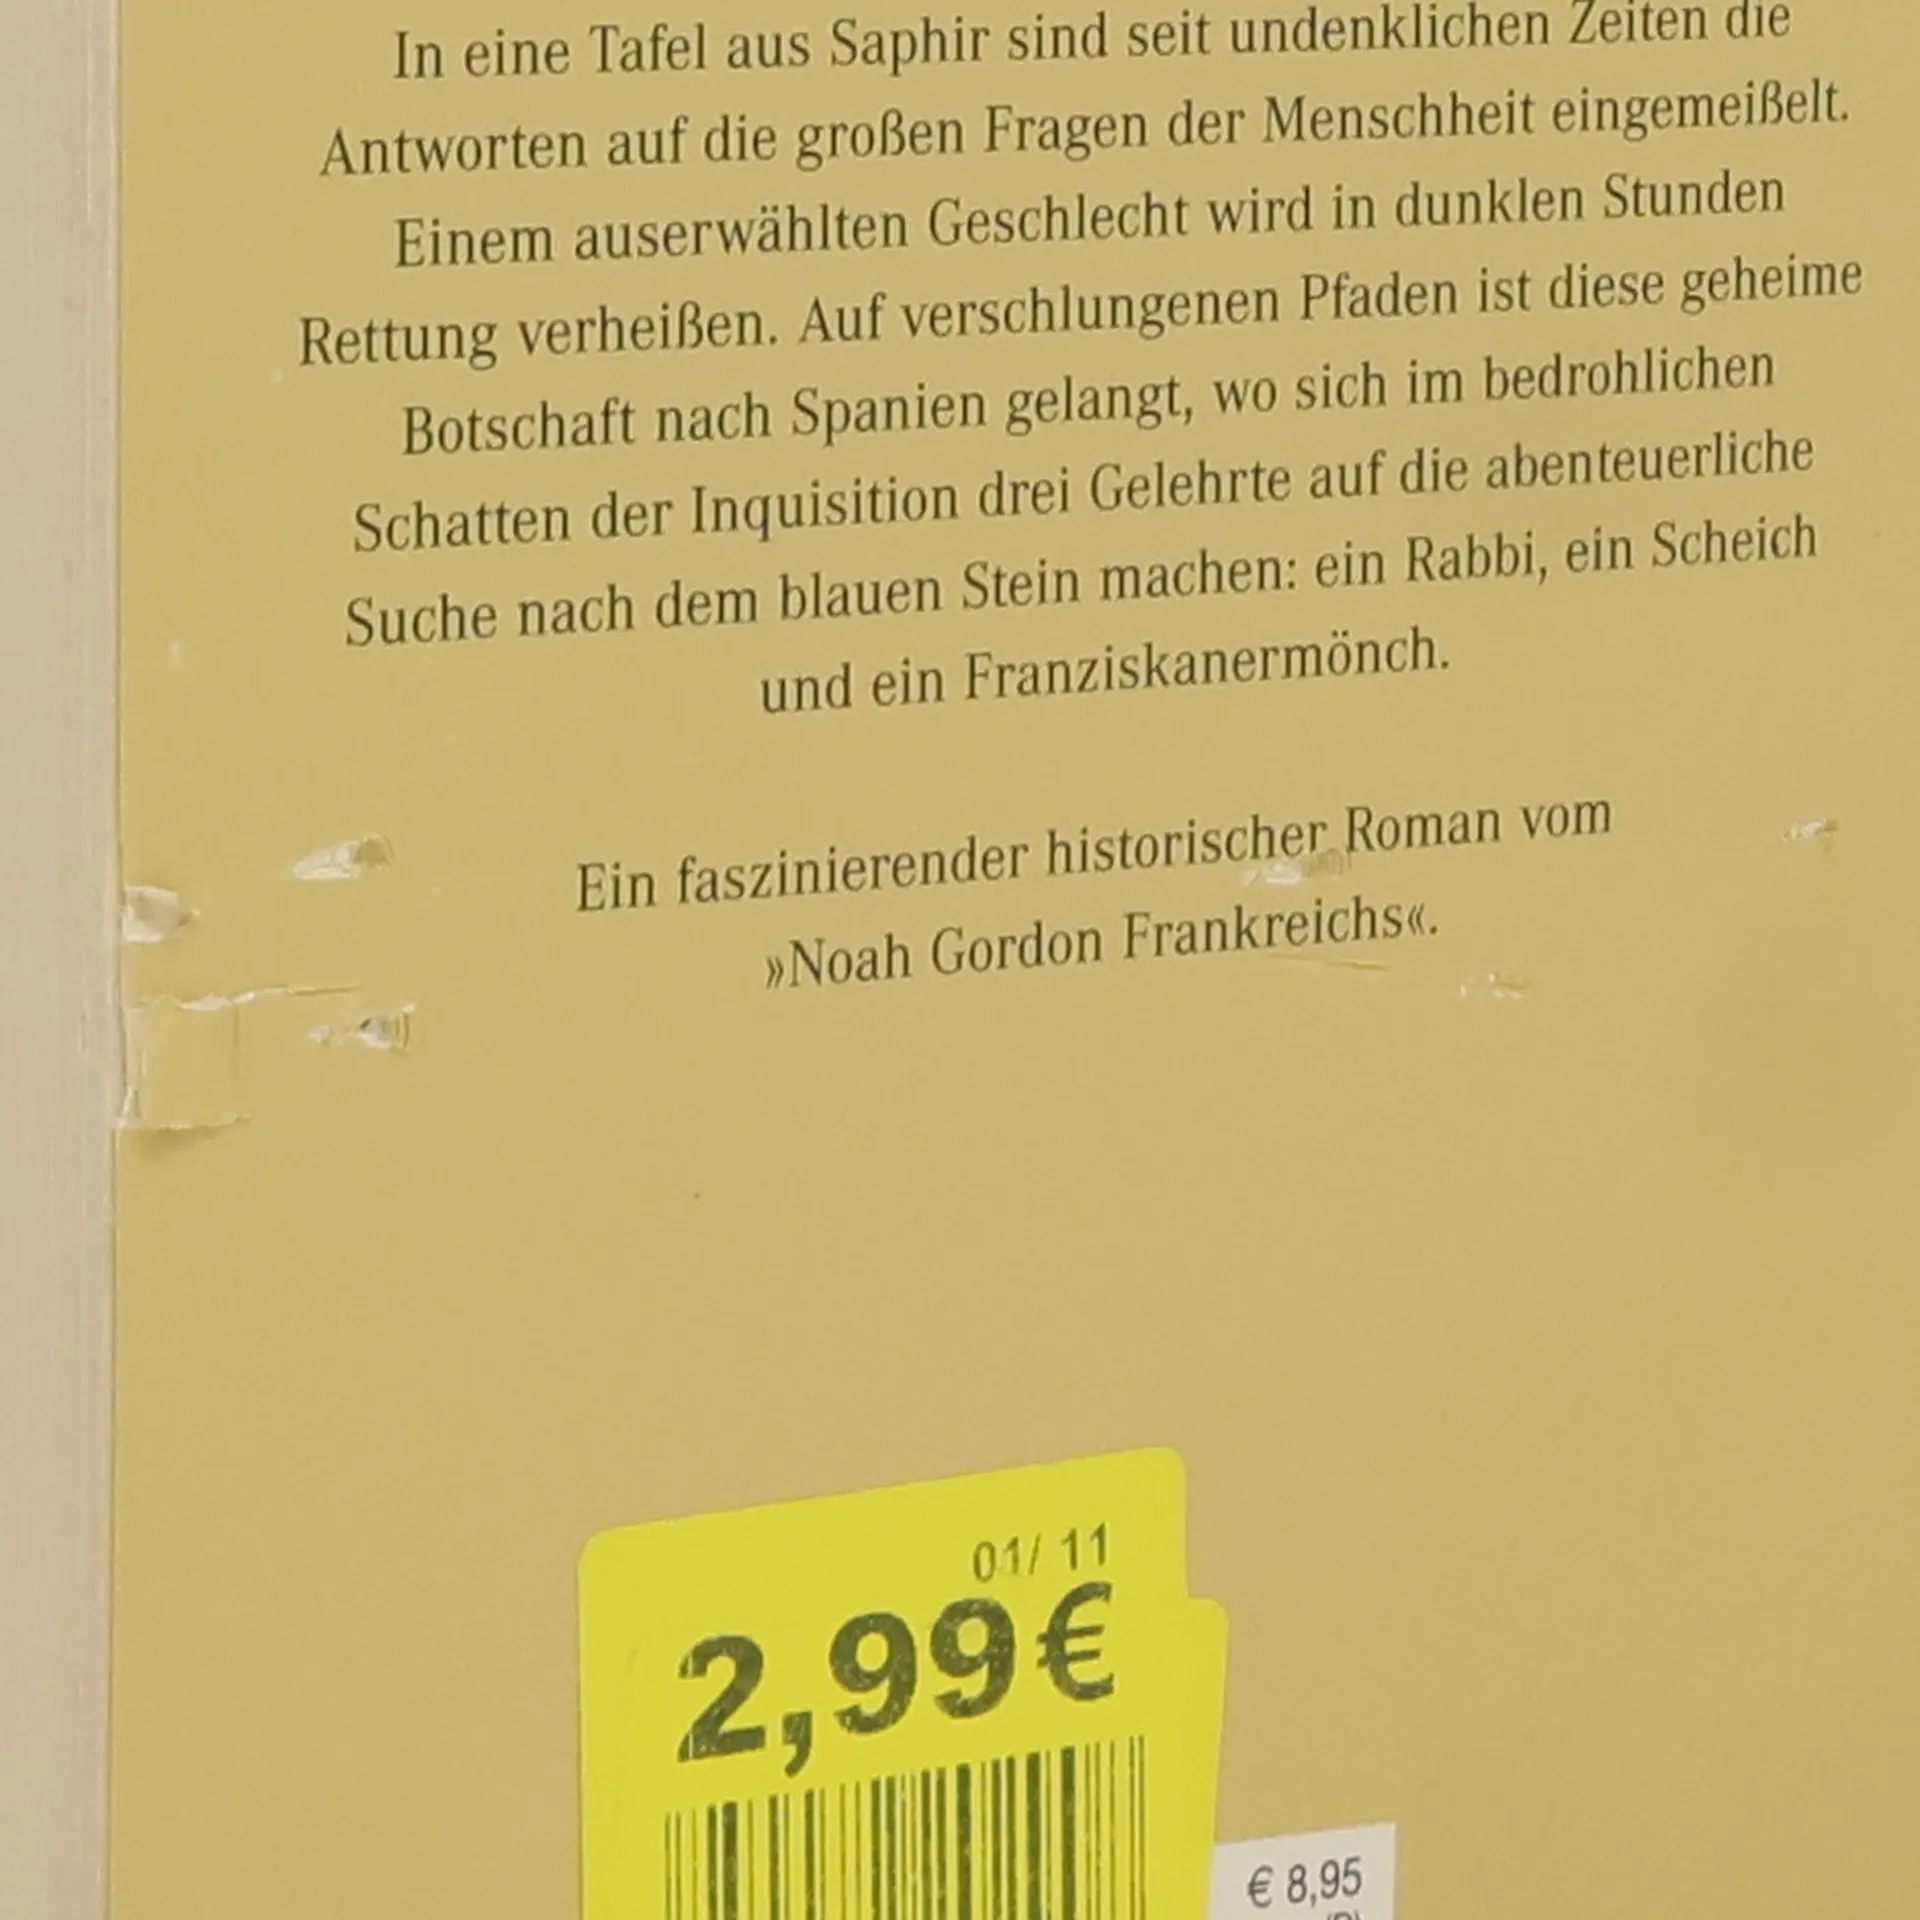 In eine Tafel aus Saphir sind seit undenklichen Zeiten die
Antworten auf die großen Fragen der Menschheit eingemeißelt.
Einem auserwählten Geschlecht wird in dunklen Stunden
Rettung verheißen. Auf verschlungenen Pfaden ist diese geheime
Botschaft nach Spanien gelangt, wo sich im bedrohlichen
Schatten der Inquisition drei Gelehrte auf die abenteuerliche
Suche nach dem blauen Stein machen: ein Rabbi, ein Scheich
und ein Franziskanermönch.
Ein faszinierender historischer Roman vom
»Noah Gordon Frankreichs«.
01/ 11
2,99€
€ 8,95